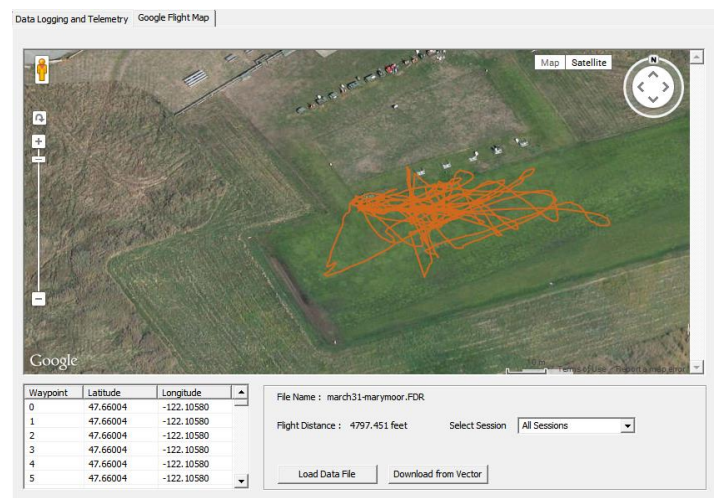 Data Logging and Telemetry Google Flight Map
Map Satellite
N
Google
10 m Terms of Use Report a map error
Waypoint Latitude Longitude
0 47.66004 -122.10580
1 47.66004 -122.10580
2 47.66004 -122.10580
3 47.66004 -122.10580
4 47.66004 -122.10580
5 47.66004 -122.10580
File Name : march31-marymoor.FDR
Flight Distance : 4797.451 feet Select Session All Sessions
Load Data File Download from Vector